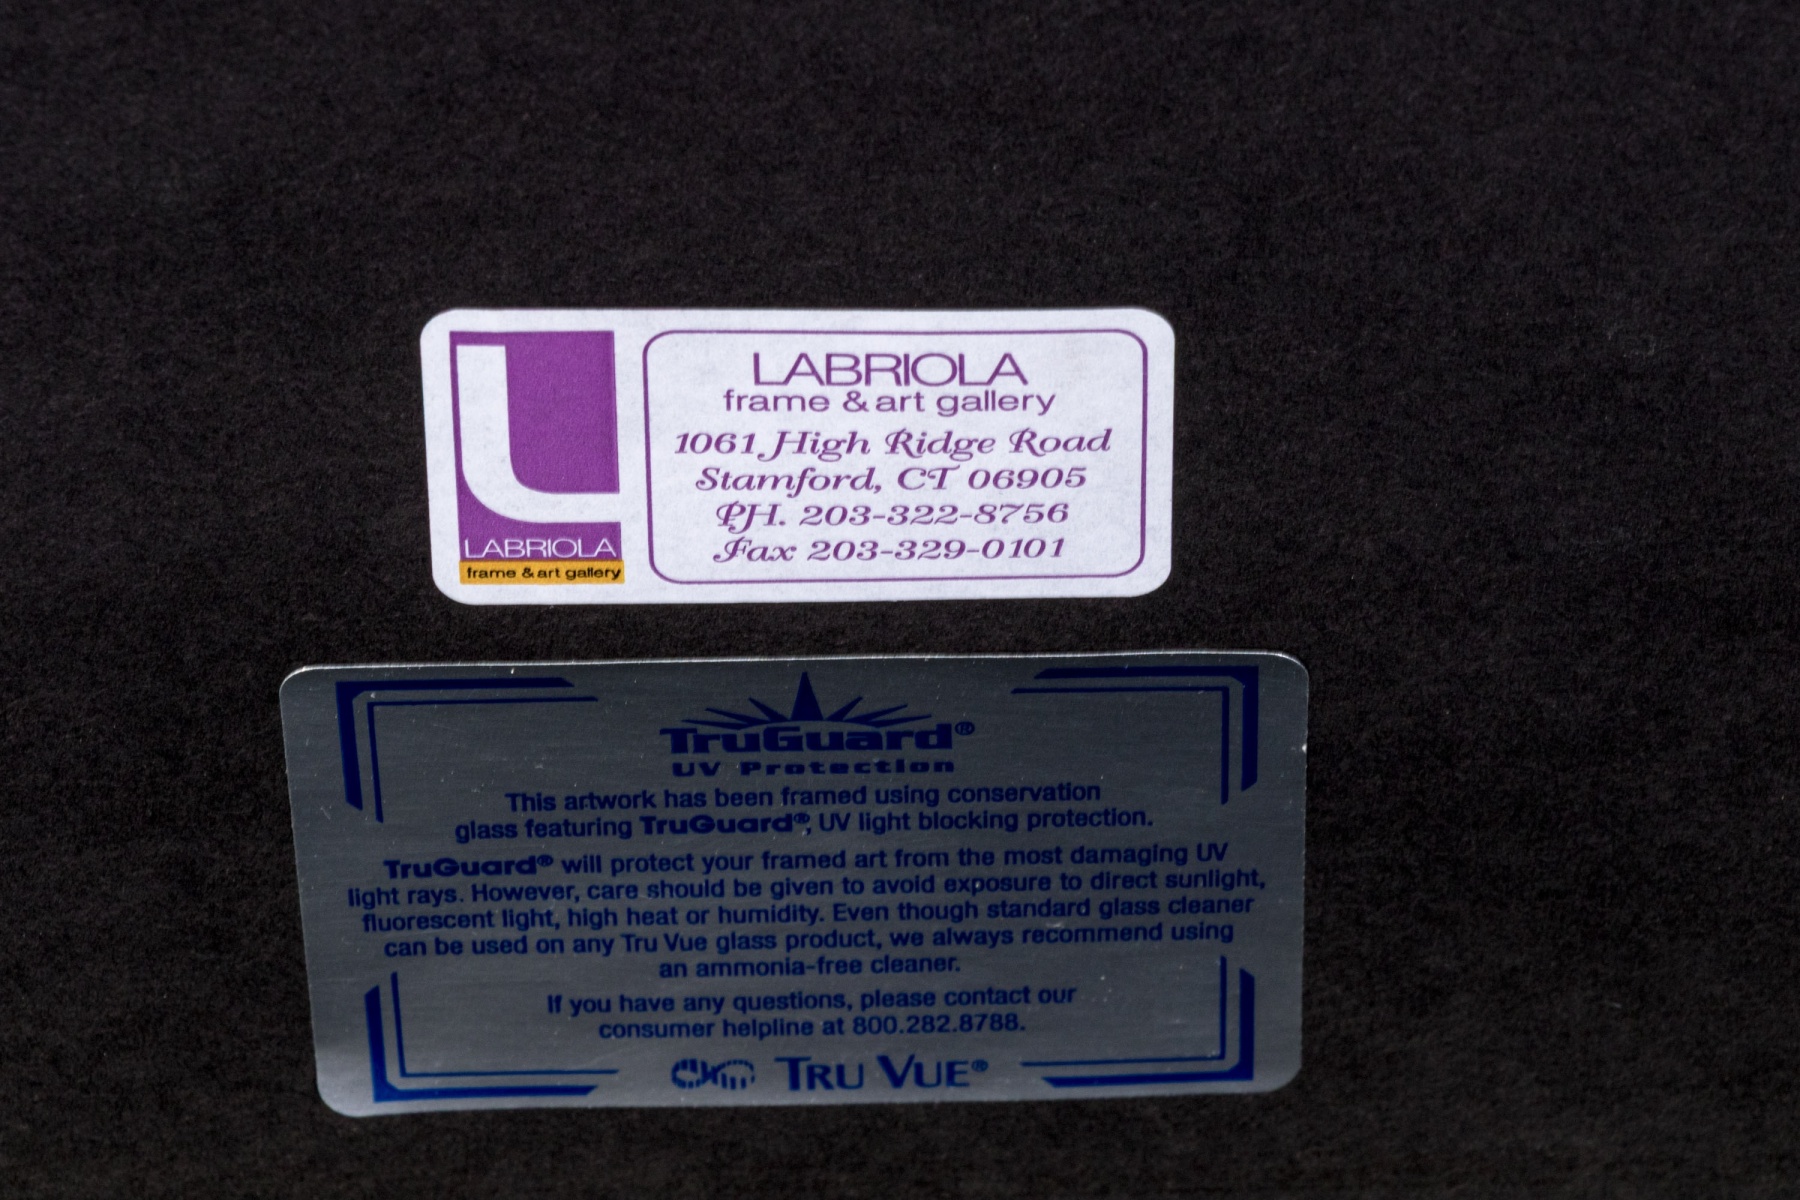 LABRIOLA
frame & art gallery
LABRIOLA
frame & art gallery
1061 High Ridge Road
Stamford, CT 06905
PH. 203-322-8756
Fax 203-329-0101
TruGuard®
UV Protection
This artwork has been framed using conservation
glass featuring TruGuard®, UV light blocking protection.
TruGuard® will protect your framed art from the most damaging UV
light rays. However, care should be given to avoid exposure to direct sunlight,
fluorescent light, high heat or humidity. Even though standard glass cleaner
can be used on any Tru Vue glass product, we always recommend using
an ammonia-free cleaner.
If you have any questions, please contact our
consumer helpline at 800.282.8788.
TRU VUE®